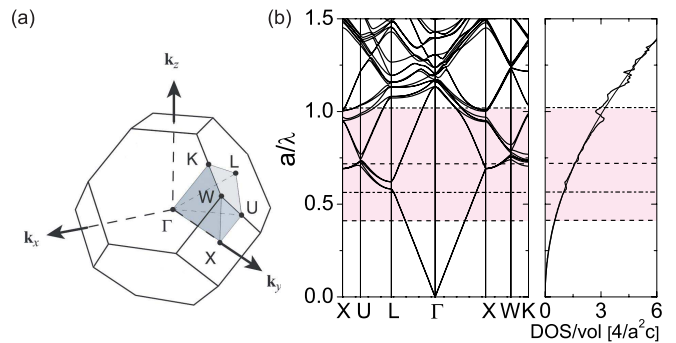 (a)
k_z
K
L
W
Γ
U
X
k_x
k_y
(b)
a/λ
1.5
1.0
0.5
0.0
X U L Γ X W K
0 3 6
DOS/vol [4/a²c]